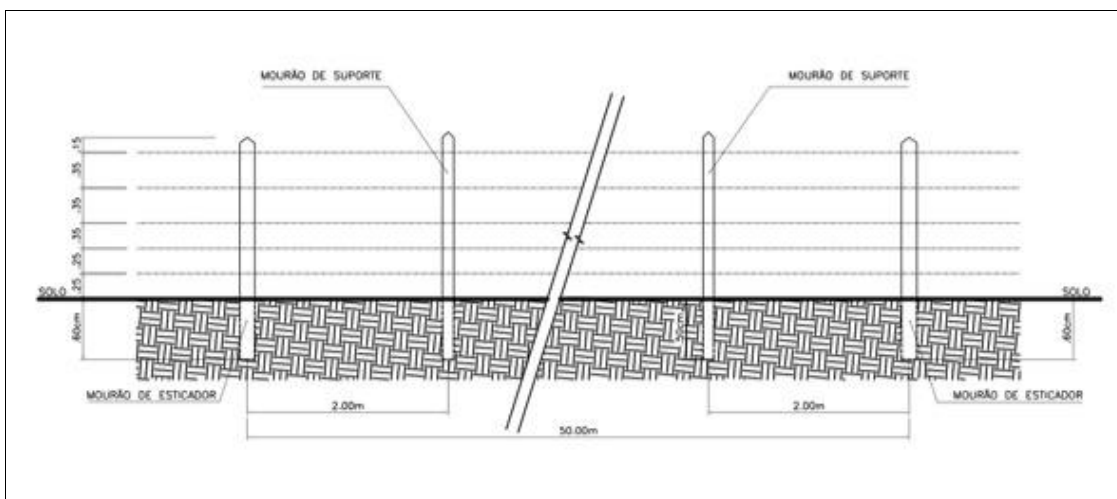 MOURÃO DE SUPORTE
MOURÃO DE SUPORTE
.15
.35
.35
.35
.25
.25
SOLO
SOLO
.60cm
.50cm
.60cm
MOURÃO DE ESTICADOR
MOURÃO DE ESTICADOR
2.00m
2.00m
50.00m